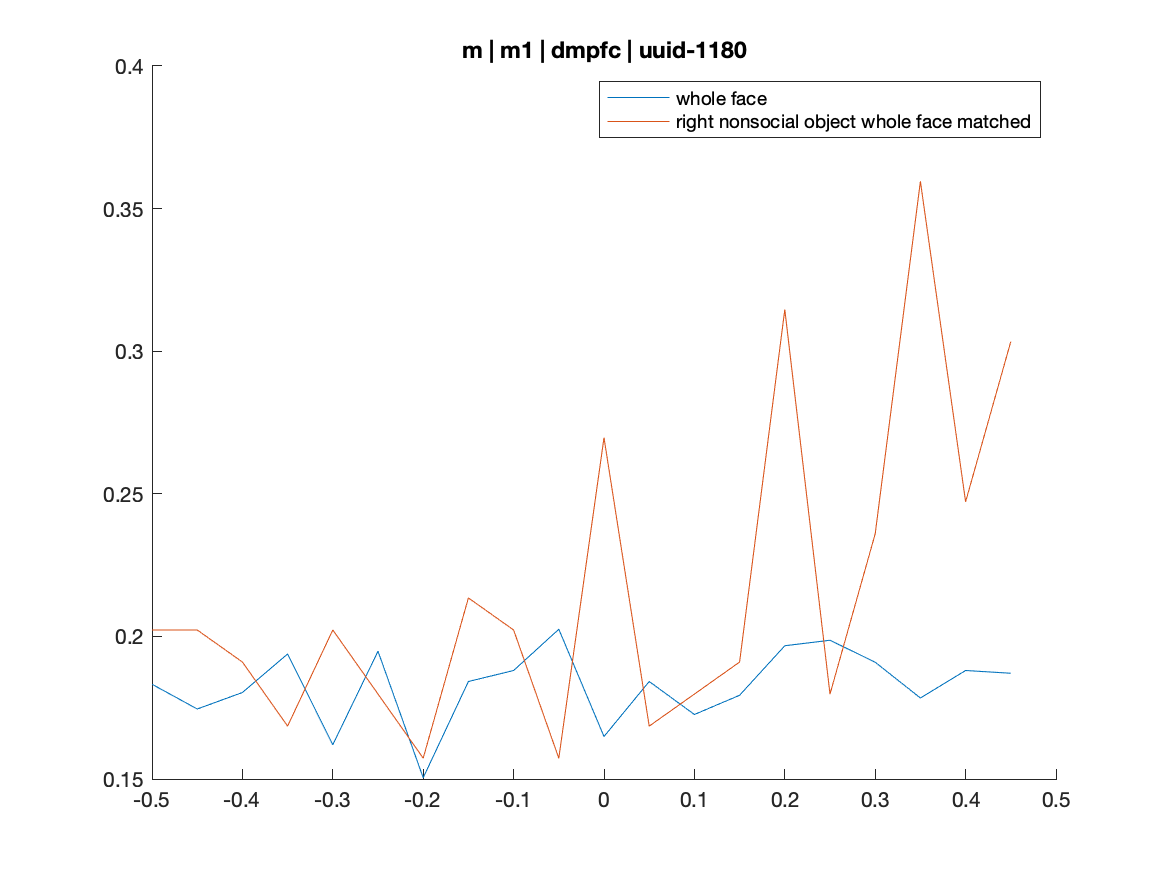 m | m1 | dmpfc | uuid-1180
0.4
whole face
right nonsocial object whole face matched
0.35
0.3
0.25
0.2
0.15
-0.5 -0.4 -0.3 -0.2 -0.1 0 0.1 0.2 0.3 0.4 0.5